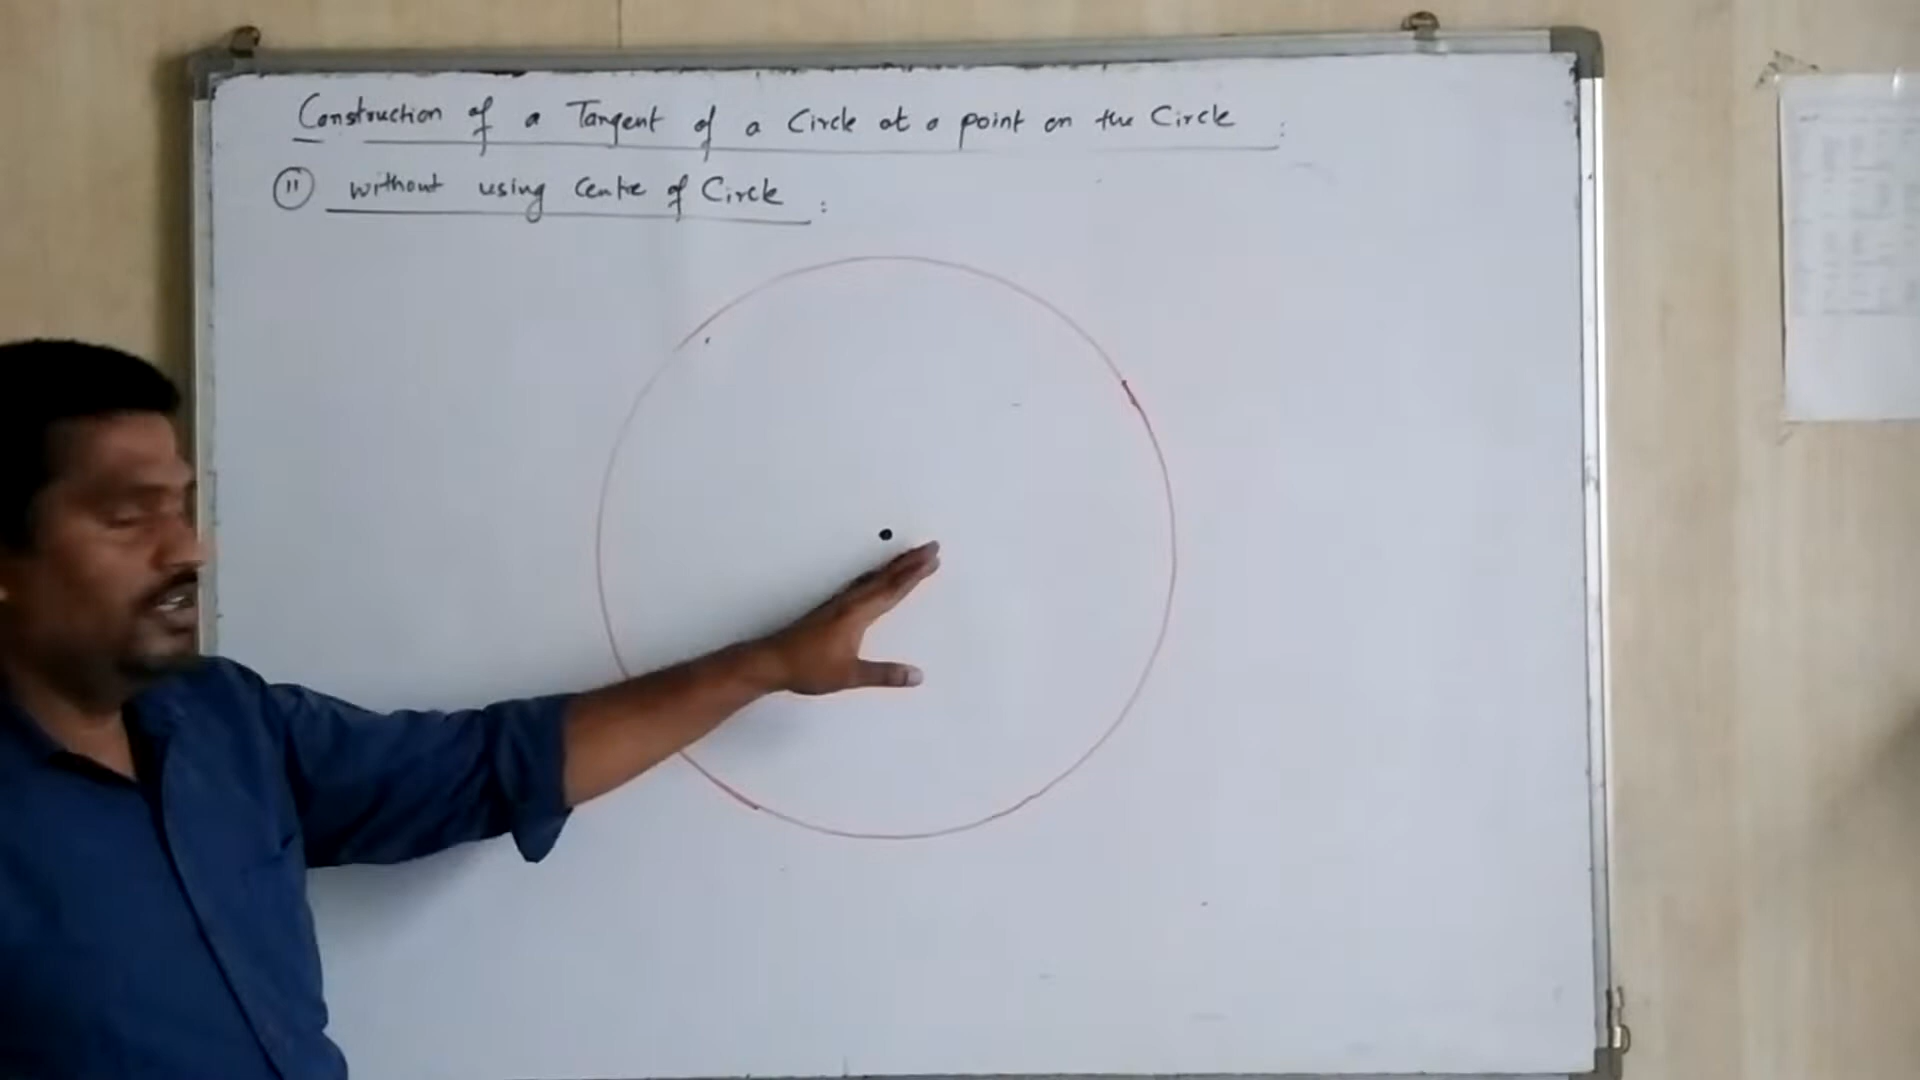 Construction of a Tangent of a Circle at a point on the Circle :
11 without using Centre of Circle :